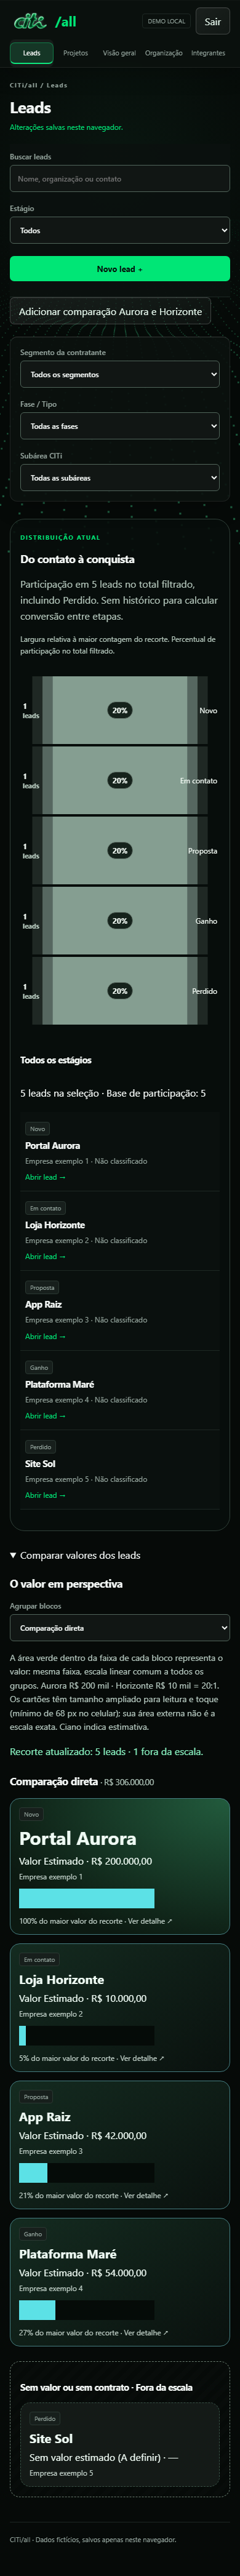 citi /all
DEMO LOCAL
Sair
Leads
Projetos
Visão geral
Organização
Integrantes
CITi/all / Leads
Leads
Alterações salvas neste navegador.
Buscar leads
Nome, organização ou contato
Estágio
Todos
Novo lead +
Adicionar comparação Aurora e Horizonte
Segmento da contratante
Todos os segmentos
Fase / Tipo
Todas as fases
Subárea CITi
Todas as subáreas
DISTRIBUIÇÃO ATUAL
Do contato à conquista
Participação em 5 leads no total filtrado,
incluindo Perdido. Sem histórico para calcular
conversão entre etapas.
Largura relativa à maior contagem do recorte. Percentual de
participação no total filtrado.
1 leads
20%
Novo
1 leads
20%
Em contato
1 leads
20%
Proposta
1 leads
20%
Ganho
1 leads
20%
Perdido
Todos os estágios
5 leads na seleção · Base de participação: 5
Novo
Portal Aurora
Empresa exemplo 1 · Não classificado
Abrir lead →
Em contato
Loja Horizonte
Empresa exemplo 2 · Não classificado
Abrir lead →
Proposta
App Raiz
Empresa exemplo 3 · Não classificado
Abrir lead →
Ganho
Plataforma Maré
Empresa exemplo 4 · Não classificado
Abrir lead →
Perdido
Site Sol
Empresa exemplo 5 · Não classificado
Abrir lead →
▼ Comparar valores dos leads
O valor em perspectiva
Agrupar blocos
Comparação direta
A área verde dentro da faixa de cada bloco representa o
valor: mesma faixa, escala linear comum a todos os
grupos. Aurora R$ 200 mil · Horizonte R$ 10 mil = 20:1.
Os cartões têm tamanho ampliado para leitura e toque
(mínimo de 68 px no celular); sua área externa não é a
escala exata. Ciano indica estimativa.
Recorte atualizado: 5 leads · 1 fora da escala.
Comparação direta · R$ 306.000,00
Novo
Portal Aurora
Valor Estimado · R$ 200.000,00
Empresa exemplo 1
100% do maior valor do recorte · Ver detalhe ↗
Em contato
Loja Horizonte
Valor Estimado · R$ 10.000,00
Empresa exemplo 2
5% do maior valor do recorte · Ver detalhe ↗
Proposta
App Raiz
Valor Estimado · R$ 42.000,00
Empresa exemplo 3
21% do maior valor do recorte · Ver detalhe ↗
Ganho
Plataforma Maré
Valor Estimado · R$ 54.000,00
Empresa exemplo 4
27% do maior valor do recorte · Ver detalhe ↗
Sem valor ou sem contrato · Fora da escala
Perdido
Site Sol
Sem valor estimado (A definir) · —
Empresa exemplo 5
CITi/all · Dados fictícios, salvos apenas neste navegador.